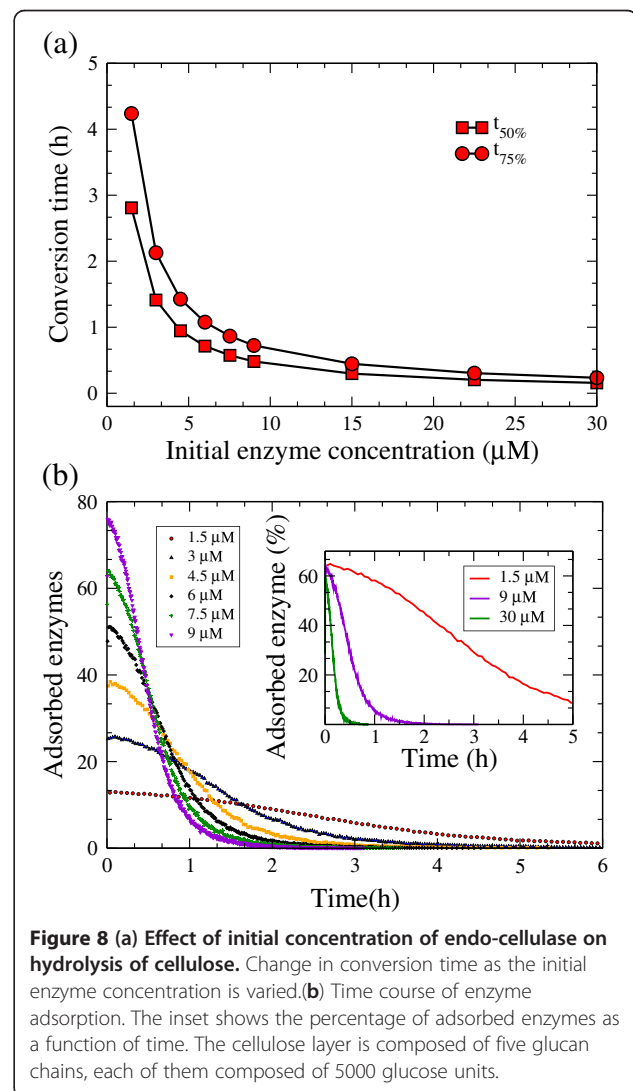 (a)
5
4
3
2
1
0
Conversion time (h)
t50%
t75%
0 5 10 15 20 25 30
Initial enzyme concentration (μM)
(b)
80
60
40
20
0
Adsorbed enzymes
1.5 μM
3 μM
4.5 μM
6 μM
7.5 μM
9 μM
Adsorbed enzyme (%)
60
40
20
1.5 μM
9 μM
30 μM
0 1 2 3 4 5
Time (h)
0 1 2 3 4 5 6
Time(h)
Figure 8 (a) Effect of initial concentration of endo-cellulase on
hydrolysis of cellulose. Change in conversion time as the initial
enzyme concentration is varied.(b) Time course of enzyme
adsorption. The inset shows the percentage of adsorbed enzymes as
a function of time. The cellulose layer is composed of five glucan
chains, each of them composed of 5000 glucose units.